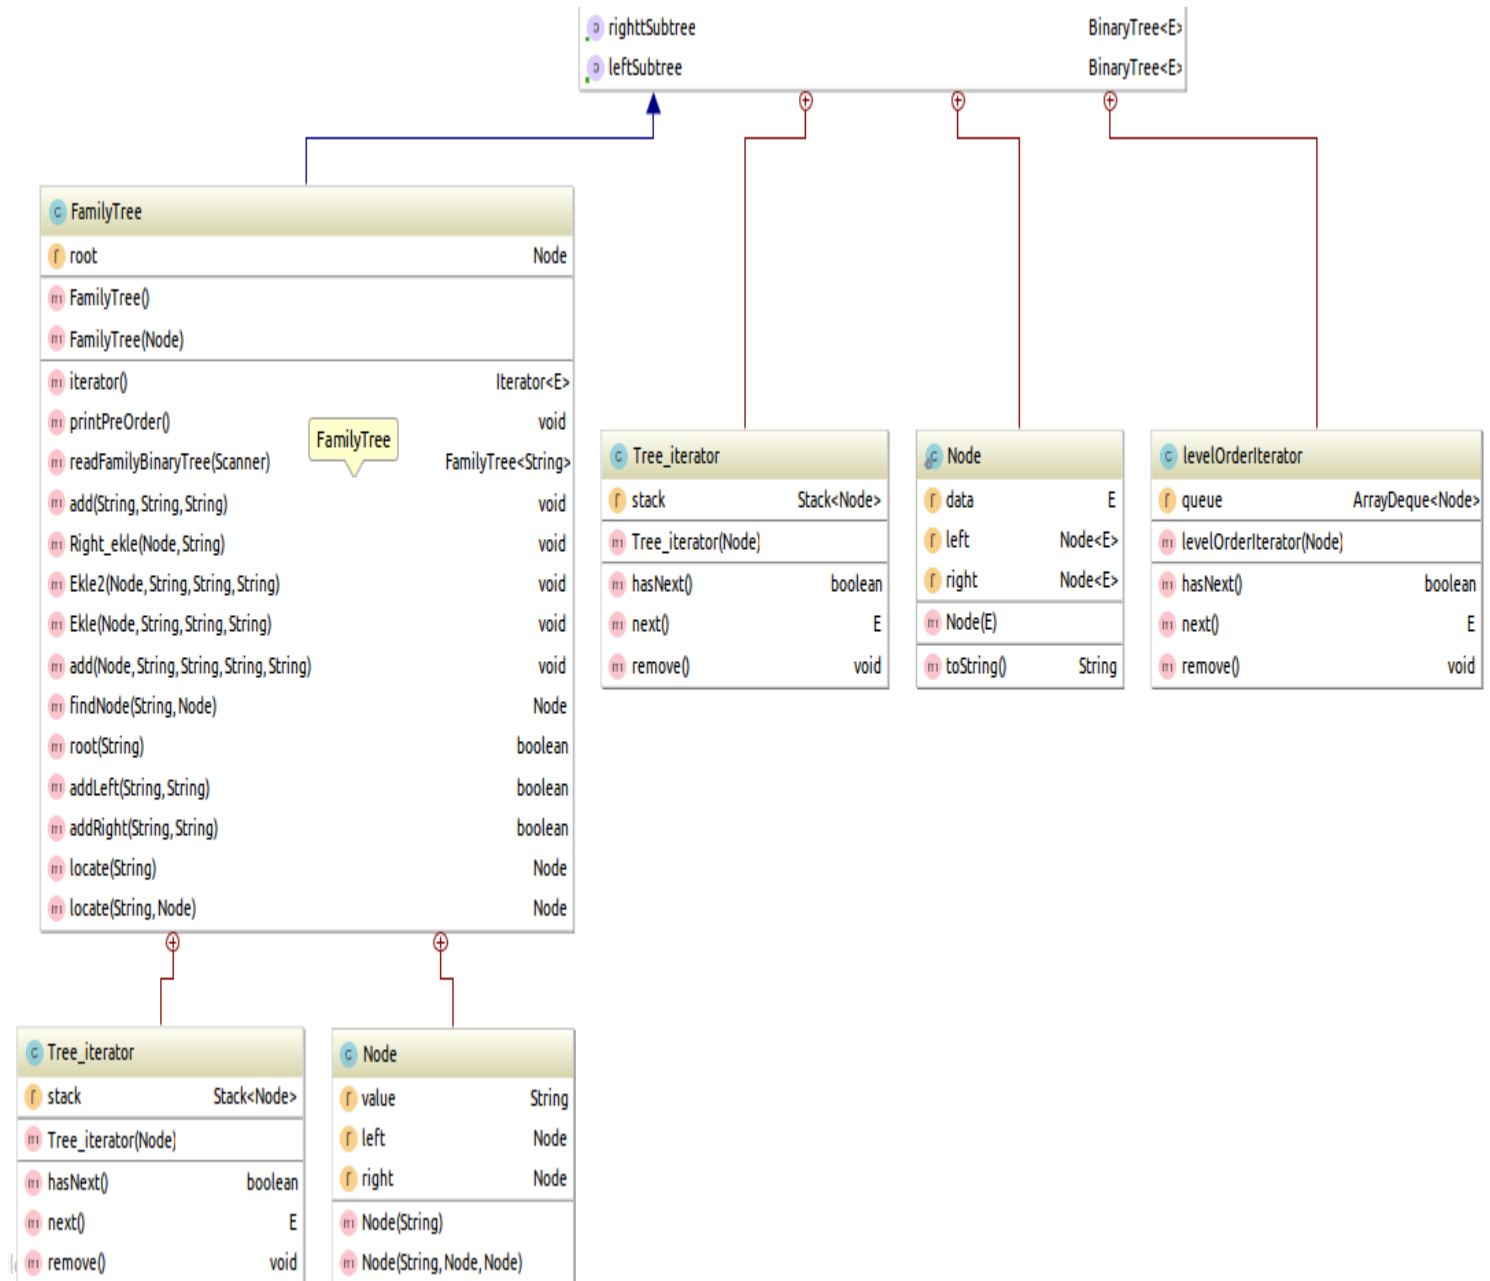 righttSubtree BinaryTree<E>
leftSubtree BinaryTree<E>
FamilyTree
root Node
FamilyTree()
FamilyTree(Node)
iterator() Iterator<E>
printPreOrder() void
FamilyTree
readFamilyBinaryTree(Scanner) FamilyTree<String>
add(String, String, String) void
Right_ekle(Node, String) void
Ekle2(Node, String, String, String) void
Ekle(Node, String, String, String) void
add(Node, String, String, String, String) void
findNode(String, Node) Node
root(String) boolean
addLeft(String, String) boolean
addRight(String, String) boolean
locate(String) Node
locate(String, Node) Node
Tree_iterator
stack Stack<Node>
Tree_iterator(Node)
hasNext() boolean
next() E
remove() void
Node
data E
left Node<E>
right Node<E>
Node(E)
toString() String
levelOrderIterator
queue ArrayDeque<Node>
levelOrderIterator(Node)
hasNext() boolean
next() E
remove() void
Tree_iterator
stack Stack<Node>
Tree_iterator(Node)
hasNext() boolean
next() E
remove() void
Node
value String
left Node
right Node
Node(String)
Node(String, Node, Node)